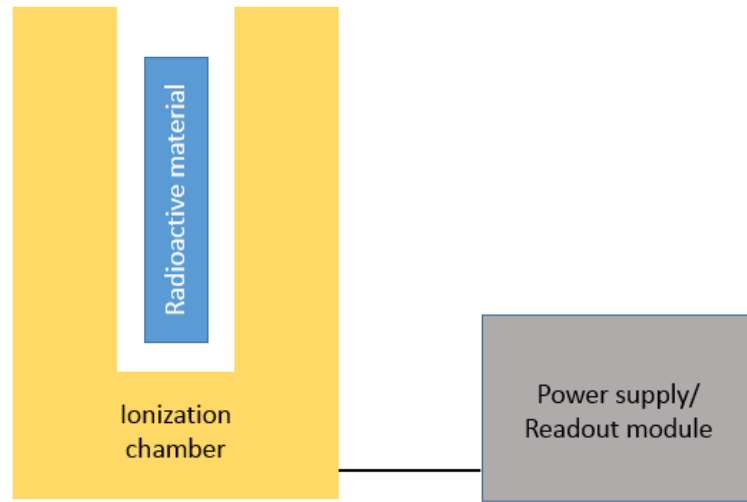 Radioactive material
Ionization
chamber
Power supply/
Readout module